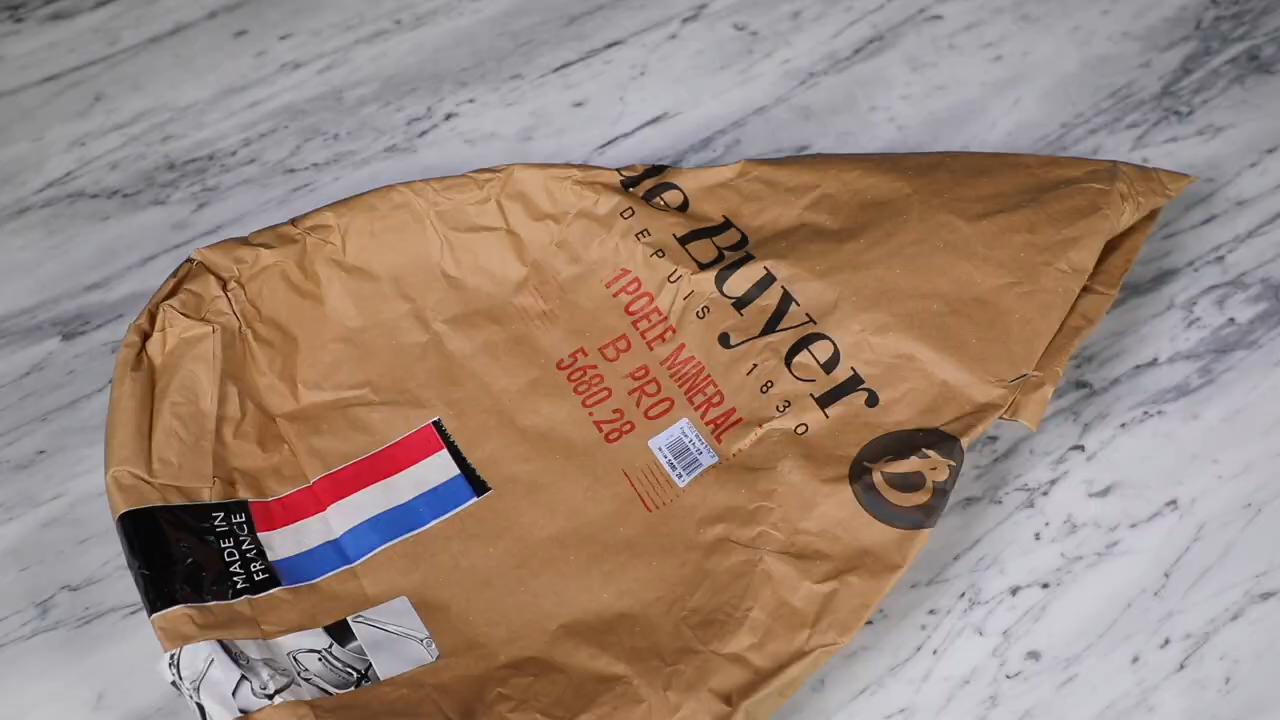 de Buyer
DEPUIS 1830
1POELE MINERAL
B PRO
5680.28
MADE IN
FRANCE
B